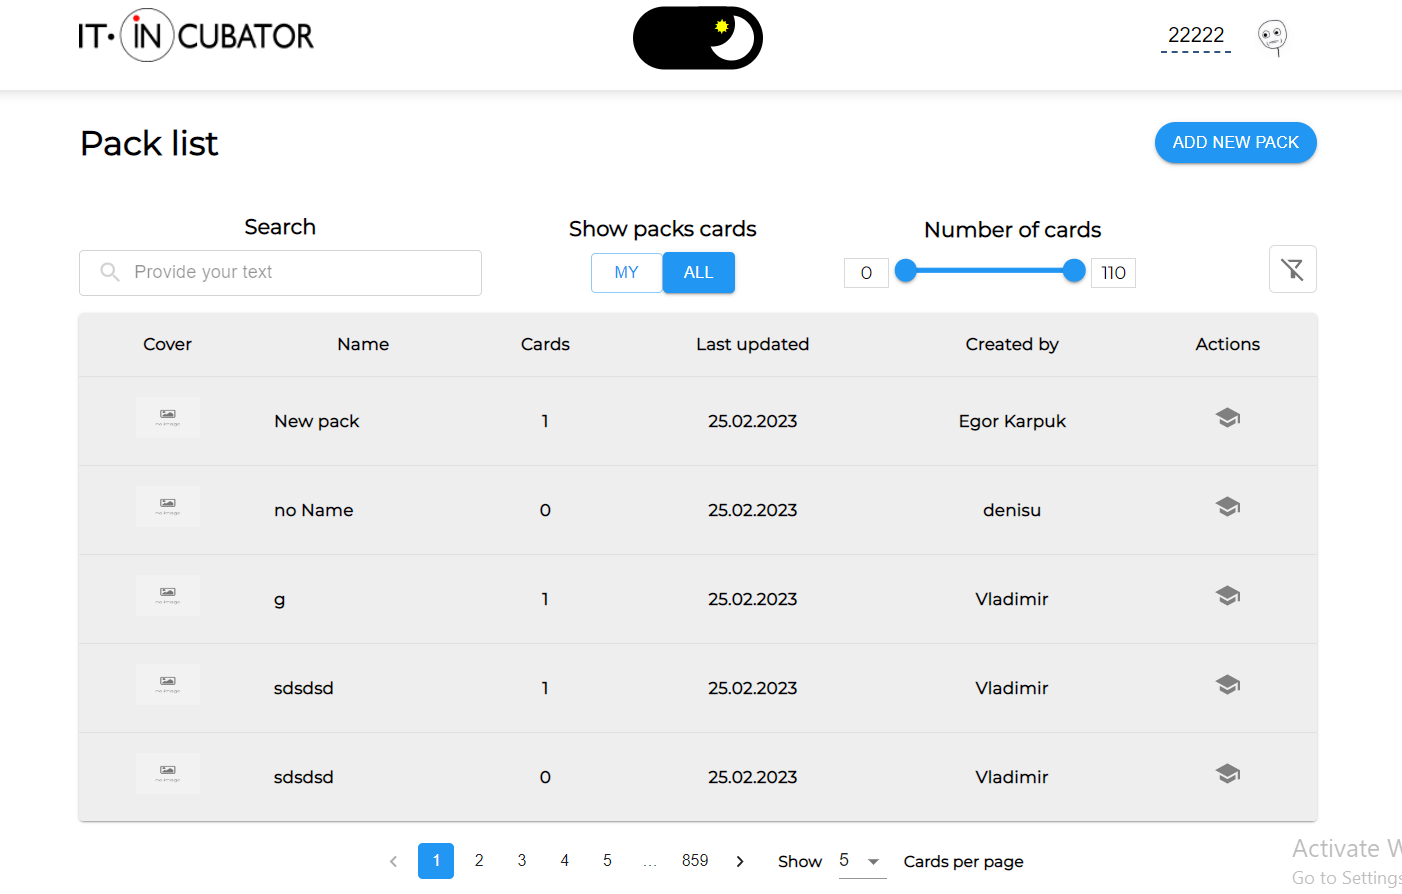 IT·INCUBATOR
22222
Pack list
ADD NEW PACK
Search
Show packs cards
Number of cards
Provide your text
MY
ALL
0
110
Cover Name Cards Last updated Created by Actions
no image New pack 1 25.02.2023 Egor Karpuk
no image no Name 0 25.02.2023 denisu
no image g 1 25.02.2023 Vladimir
no image sdsdsd 1 25.02.2023 Vladimir
no image sdsdsd 0 25.02.2023 Vladimir
1 2 3 4 5 ... 859 Show 5 Cards per page
Activate W
Go to Settings